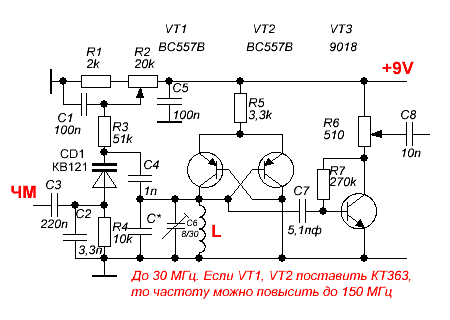 VT1 VT2 VT3
BC557B BC557B 9018
R1 R2
2k 20k
+9V
C5
100n
R5
3,3k
C1
100n
R3
51k
R6
510
C8
10n
CD1
КВ121
C4
1n
R7
270k
ЧМ
C3
220n
C2
3,3n
R4
10k
C*
C6
8/30
L
C7
5,1пф
До 30 МГц. Если VT1, VT2 поставить КТ363,
то частоту можно повысить до 150 МГц